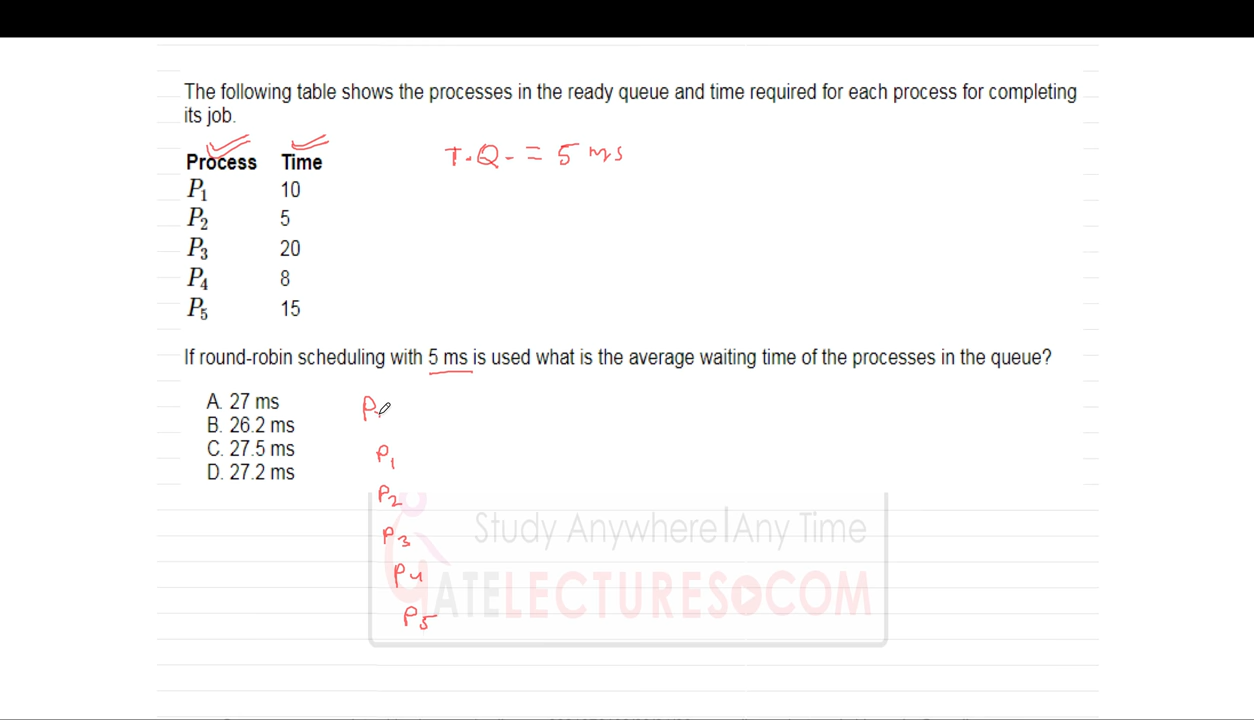 The following table shows the processes in the ready queue and time required for each process for completing
its job.
Process Time
T.Q. = 5 ms
P1 10
P2 5
P3 20
P4 8
P5 15
If round-robin scheduling with 5 ms is used what is the average waiting time of the processes in the queue?
A. 27 ms
B. 26.2 ms
C. 27.5 ms
D. 27.2 ms
P.
P1
P2
P3
P4
P5
Study Anywhere|Any Time
GATELECTURES.COM